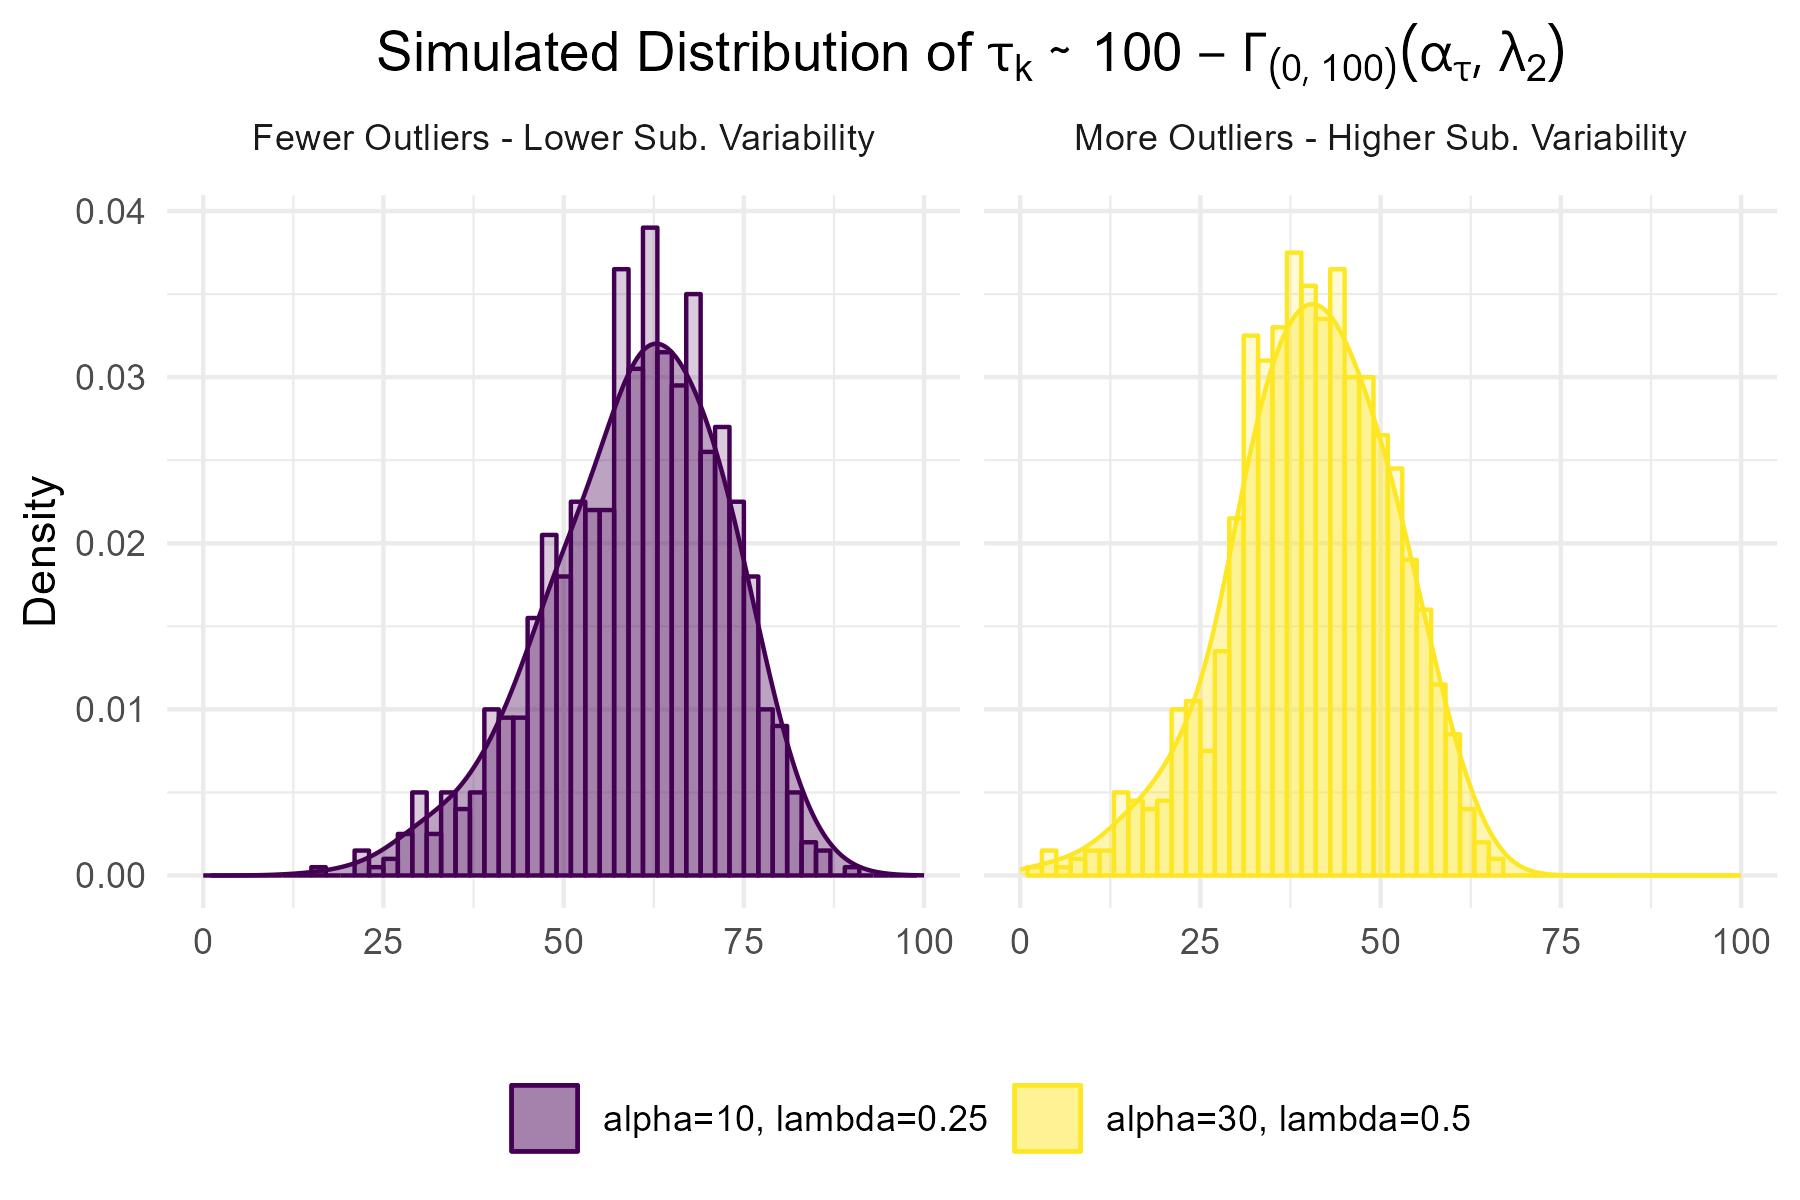 Simulated Distribution of τk ~ 100 − Γ(0, 100)(ατ, λ2)
Fewer Outliers - Lower Sub. Variability
More Outliers - Higher Sub. Variability
Density
0.04
0.03
0.02
0.01
0.00
0 25 50 75 100
0 25 50 75 100
alpha=10, lambda=0.25
alpha=30, lambda=0.5